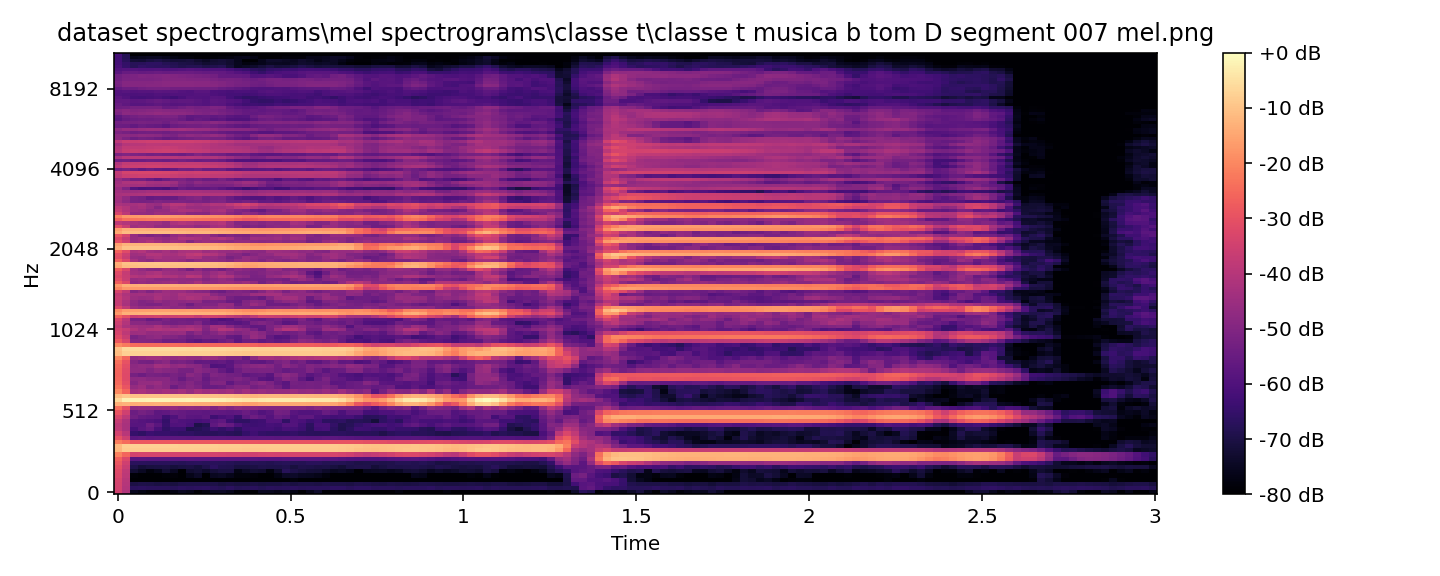 dataset spectrograms\mel spectrograms\classe t\classe t musica b tom D segment 007 mel.png
8192
4096
2048
1024
512
0
Hz
0
0.5
1
1.5
2
2.5
3
Time
+0 dB
-10 dB
-20 dB
-30 dB
-40 dB
-50 dB
-60 dB
-70 dB
-80 dB